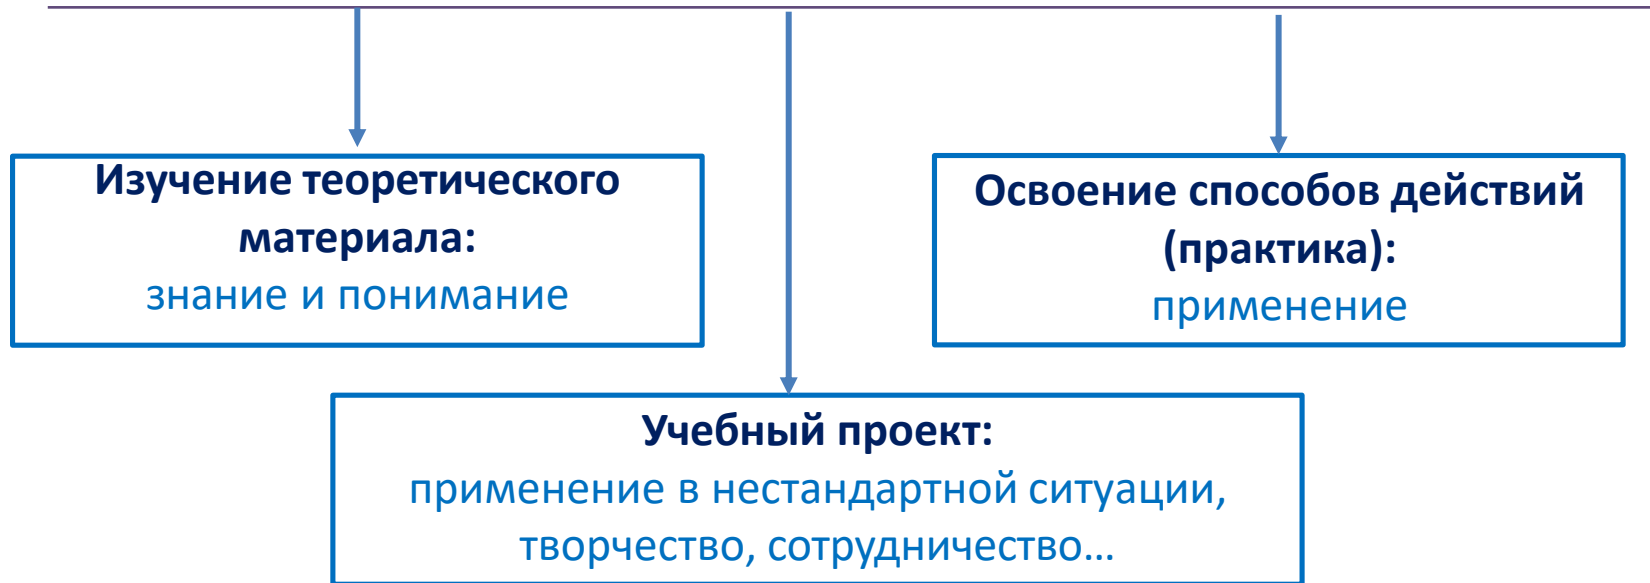 Изучение теоретического
материала:
знание и понимание
Освоение способов действий
(практика):
применение
Учебный проект:
применение в нестандартной ситуации,
творчество, сотрудничество…